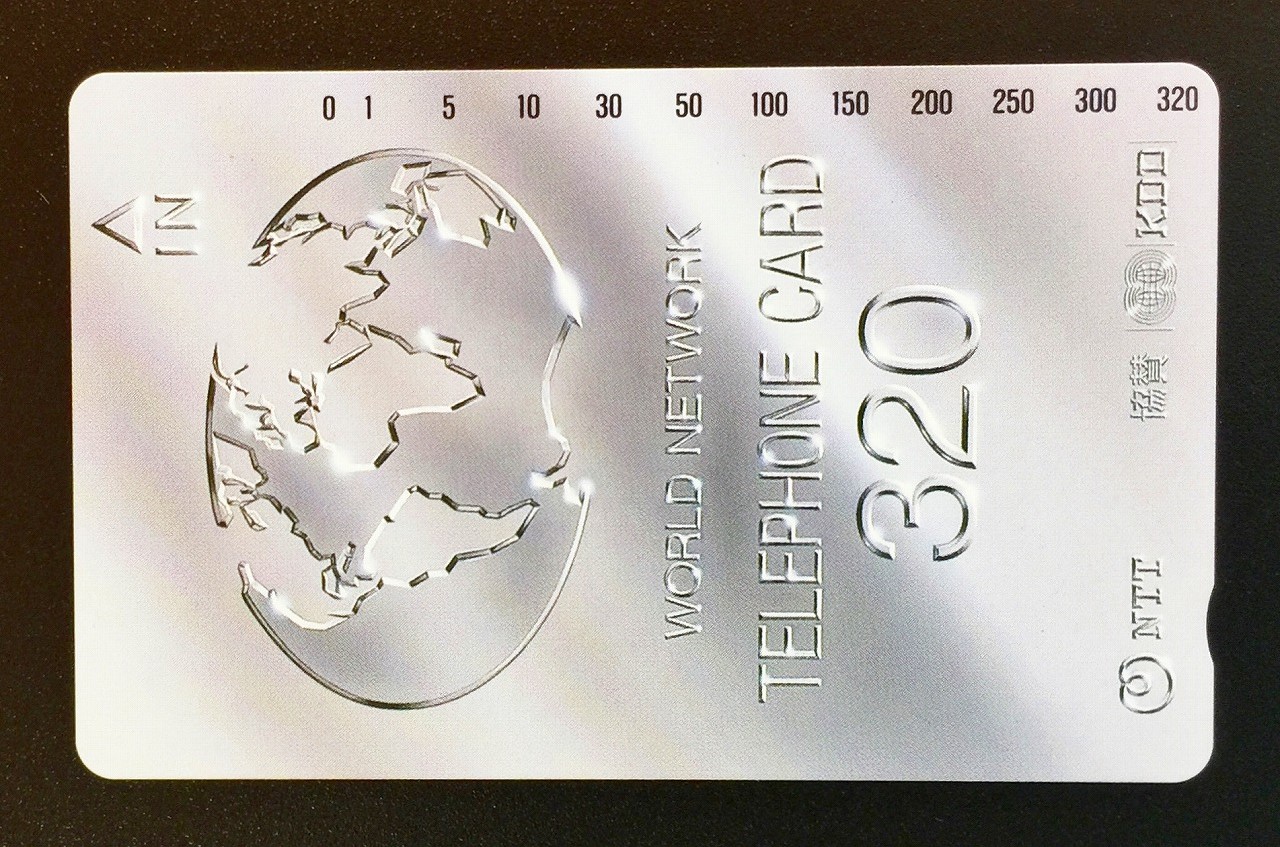 0 1 5 10 30 50 100 150 200 250 300 320
IN
WORLD NETWORK
TELEPHONE CARD
320
NTT 協賛 KDD